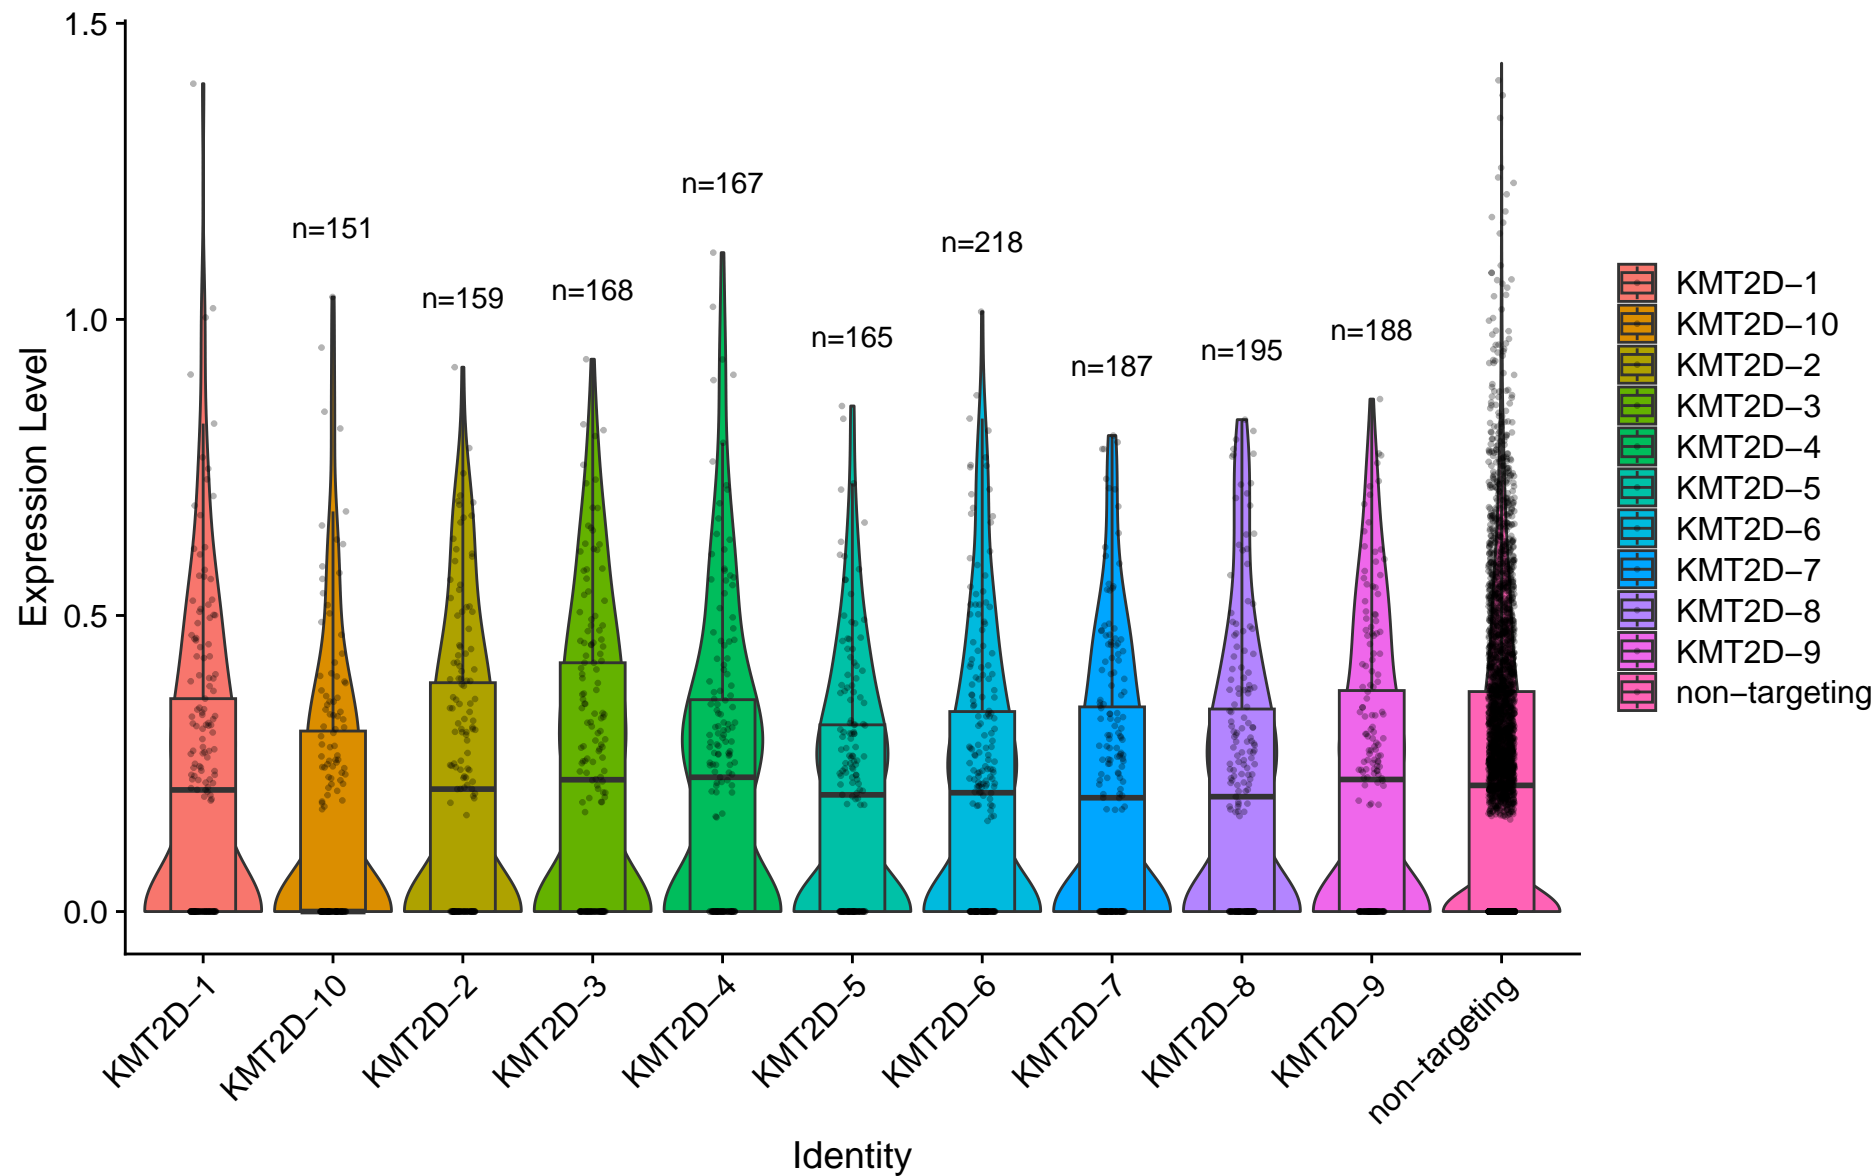 1.5
1.0
0.5
0.0
Expression Level
n=151
n=159
n=168
n=167
n=165
n=218
n=187
n=195
n=188
KMT2D−1
KMT2D−10
KMT2D−2
KMT2D−3
KMT2D−4
KMT2D−5
KMT2D−6
KMT2D−7
KMT2D−8
KMT2D−9
non−targeting
Identity
KMT2D−1
KMT2D−10
KMT2D−2
KMT2D−3
KMT2D−4
KMT2D−5
KMT2D−6
KMT2D−7
KMT2D−8
KMT2D−9
non−targeting